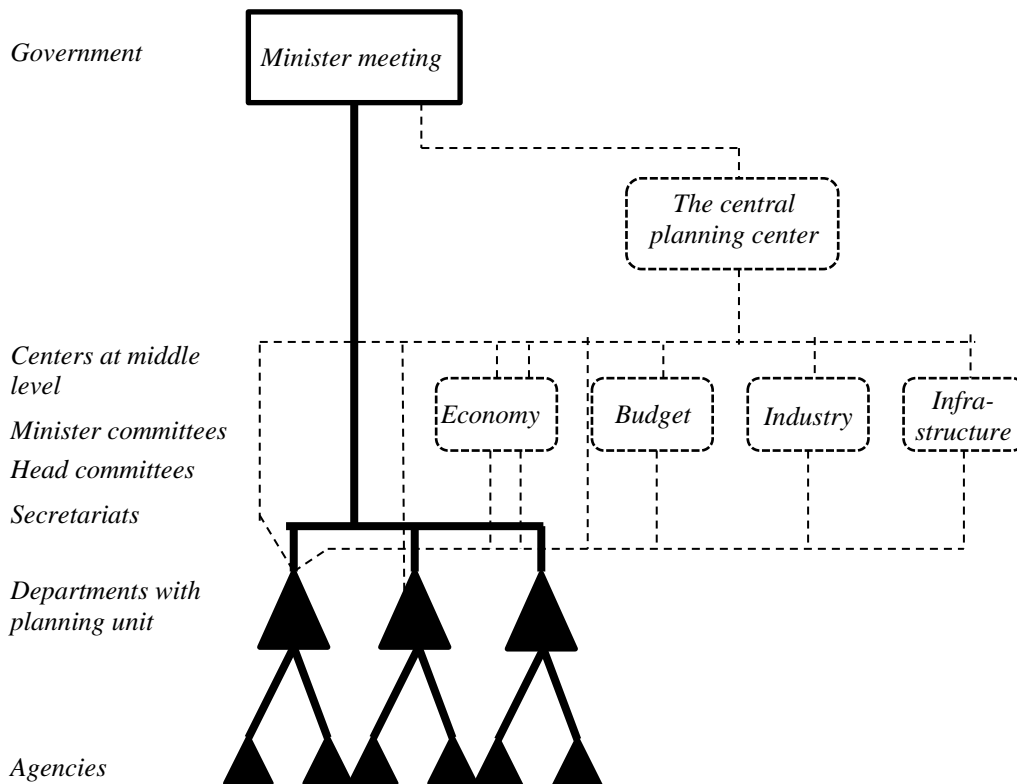 Government
Minister meeting
The central
planning center
Centers at middle
level
Minister committees
Head committees
Secretariats
Economy
Budget
Industry
Infra-
structure
Departments with
planning unit
Agencies